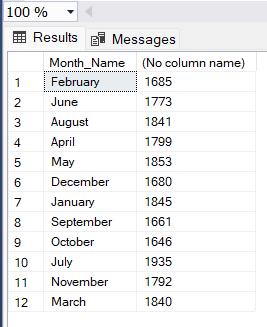 100 %
Results Messages
Month_Name (No column name)
1 February 1685
2 June 1773
3 August 1841
4 April 1799
5 May 1853
6 December 1680
7 January 1845
8 September 1661
9 October 1646
10 July 1935
11 November 1792
12 March 1840